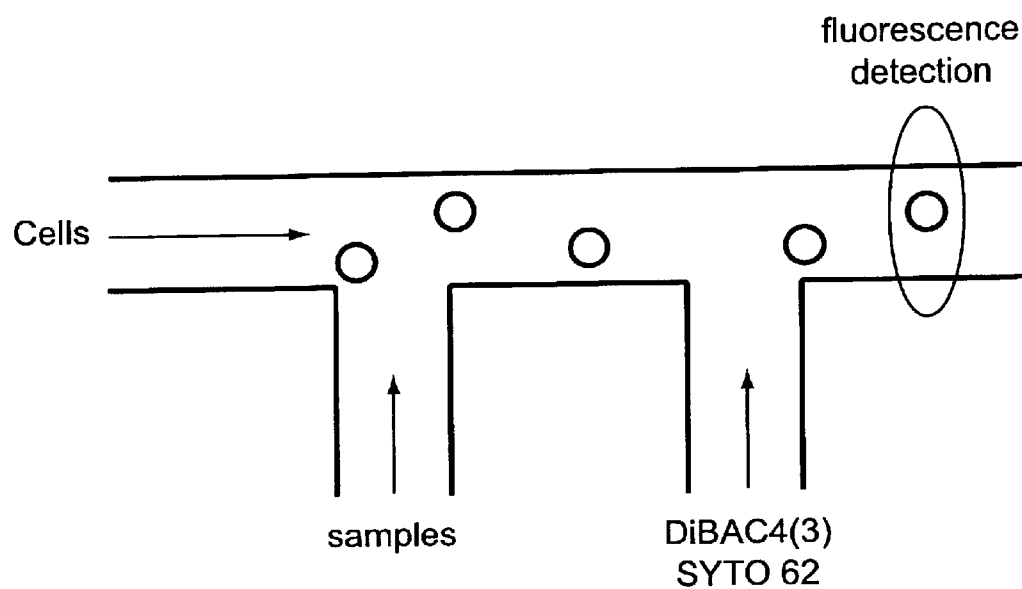 fluorescence
detection
Cells
samples
DiBAC4(3)
SYTO 62